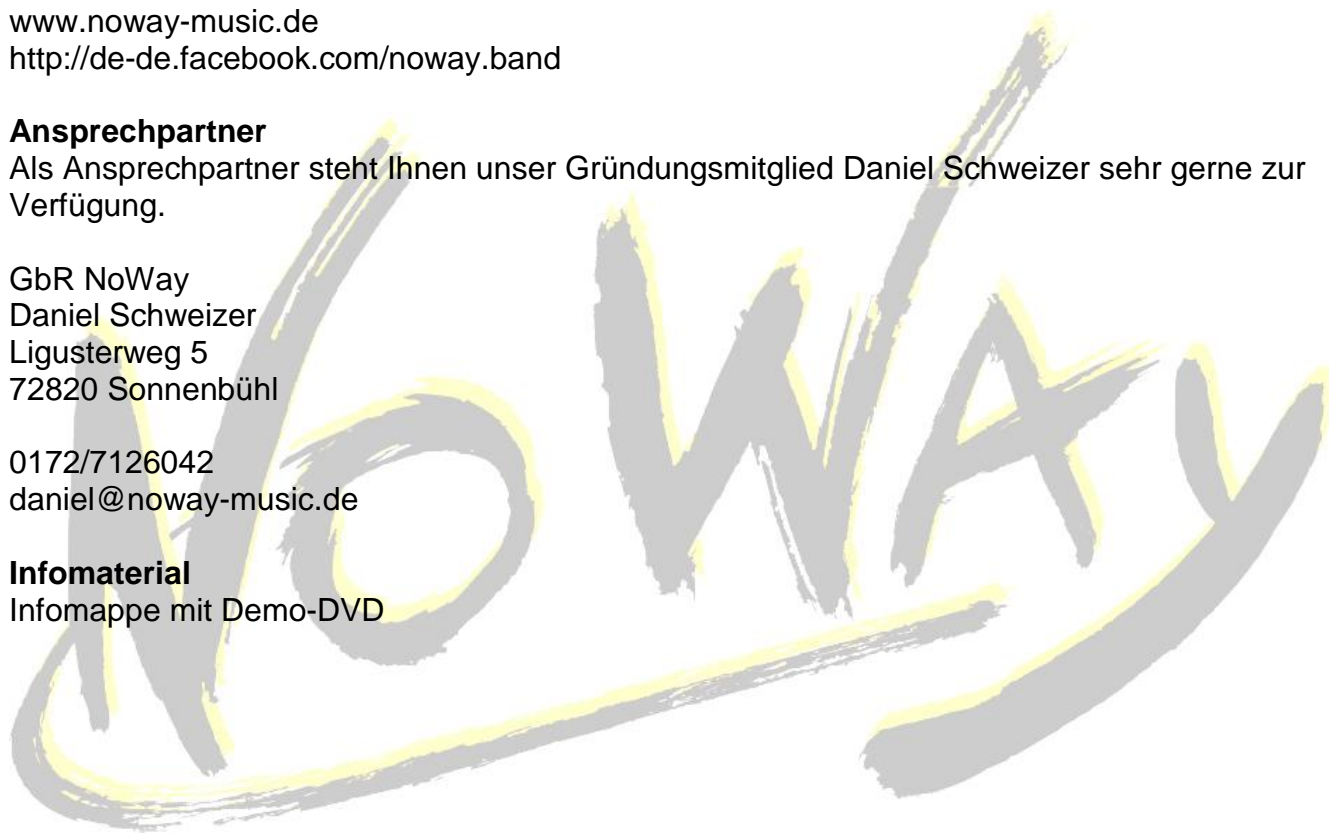 www.noway-music.de
http://de-de.facebook.com/noway.band
Ansprechpartner
Als Ansprechpartner steht Ihnen unser Gründungsmitglied Daniel Schweizer sehr gerne zur
Verfügung.
GbR NoWay
Daniel Schweizer
Ligusterweg 5
72820 Sonnenbühl
0172/7126042
daniel@noway-music.de
Infomaterial
Infomappe mit Demo-DVD
NoWAy